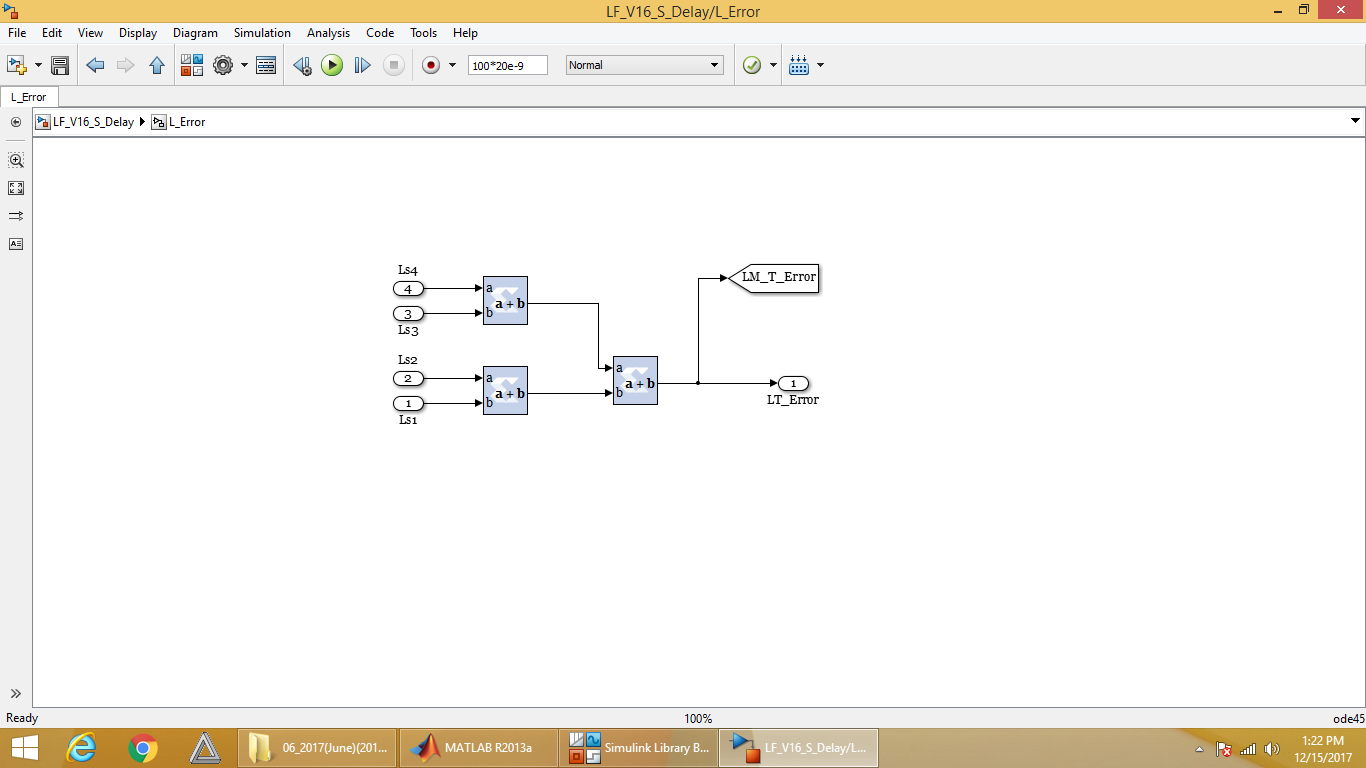 LF_V16_S_Delay/L_Error
File Edit View Display Diagram Simulation Analysis Code Tools Help
100*20e-9 Normal
L_Error
LF_V16_S_Delay L_Error
Ls4
4
3
Ls3
a
b
a + b
Ls2
2
1
Ls1
a
b
a + b
a
b
a + b
LM_T_Error
1
LT_Error
Ready 100% ode45
06_2017(June)(201... MATLAB R2013a Simulink Library B... LF_V16_S_Delay/L...
1:22 PM
12/15/2017